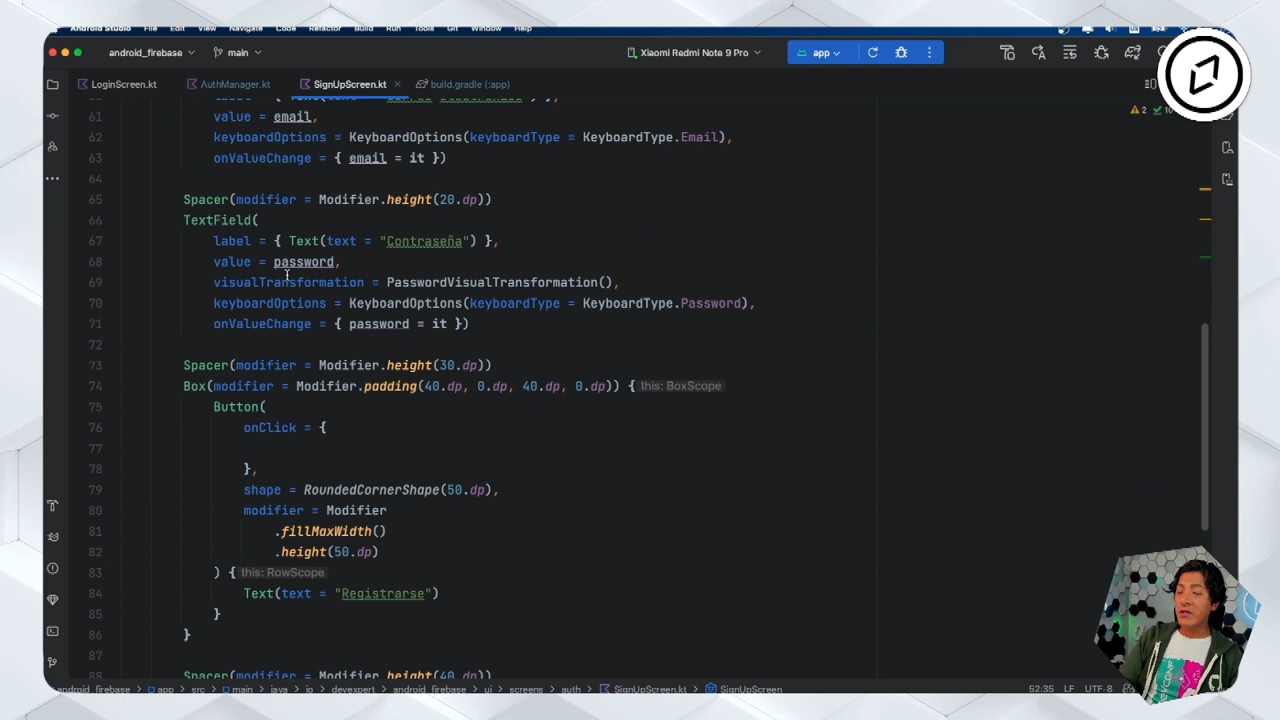 Android Studio File Edit View Navigate Code Refactor Build Run Tools Git Window Help
android_firebase main Xiaomi Redmi Note 9 Pro app
LoginScreen.kt AuthManager.kt SignUpScreen.kt build.gradle (:app)
61 value = email,
62 keyboardOptions = KeyboardOptions(keyboardType = KeyboardType.Email),
63 onValueChange = { email = it })
64
65 Spacer(modifier = Modifier.height(20.dp))
66 TextField(
67 label = { Text(text = "Contraseña") },
68 value = password,
69 visualTransformation = PasswordVisualTransformation(),
70 keyboardOptions = KeyboardOptions(keyboardType = KeyboardType.Password),
71 onValueChange = { password = it })
72
73 Spacer(modifier = Modifier.height(30.dp))
74 Box(modifier = Modifier.padding(40.dp, 0.dp, 40.dp, 0.dp)) { this: BoxScope
75 Button(
76 onClick = {
77
78 },
79 shape = RoundedCornerShape(50.dp),
80 modifier = Modifier
81 .fillMaxWidth()
82 .height(50.dp)
83 ) { this: RowScope
84 Text(text = "Registrarse")
85 }
86 }
87
88 Spacer(modifier = Modifier.height(40.dp))
android_firebase app src main java io devexpert android_firebase ui screens auth SignUpScreen.kt SignUpScreen 52:35 LF UTF-8